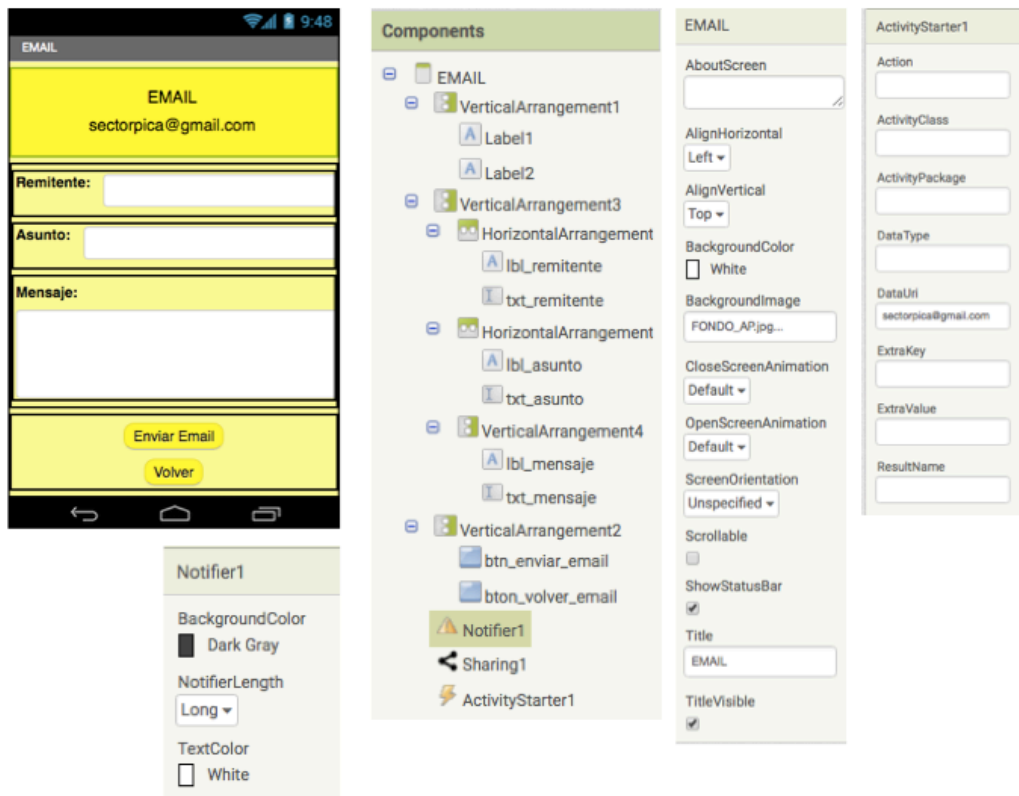 9:48
EMAIL
EMAIL
sectorpica@gmail.com
Remitente:
Asunto:
Mensaje:
Enviar Email
Volver
Notifier1
BackgroundColor
Dark Gray
NotifierLength
Long
TextColor
White
Components
EMAIL
VerticalArrangement1
Label1
Label2
VerticalArrangement3
HorizontalArrangement
lbl_remitente
txt_remitente
HorizontalArrangement
lbl_asunto
txt_asunto
VerticalArrangement4
lbl_mensaje
txt_mensaje
VerticalArrangement2
btn_enviar_email
bton_volver_email
Notifier1
Sharing1
ActivityStarter1
EMAIL
AboutScreen
AlignHorizontal
Left
AlignVertical
Top
BackgroundColor
White
BackgroundImage
FONDO_AP.jpg...
CloseScreenAnimation
Default
OpenScreenAnimation
Default
ScreenOrientation
Unspecified
Scrollable
ShowStatusBar
Title
EMAIL
TitleVisible
ActivityStarter1
Action
ActivityClass
ActivityPackage
DataType
DataUri
sectorpica@gmail.com
ExtraKey
ExtraValue
ResultName